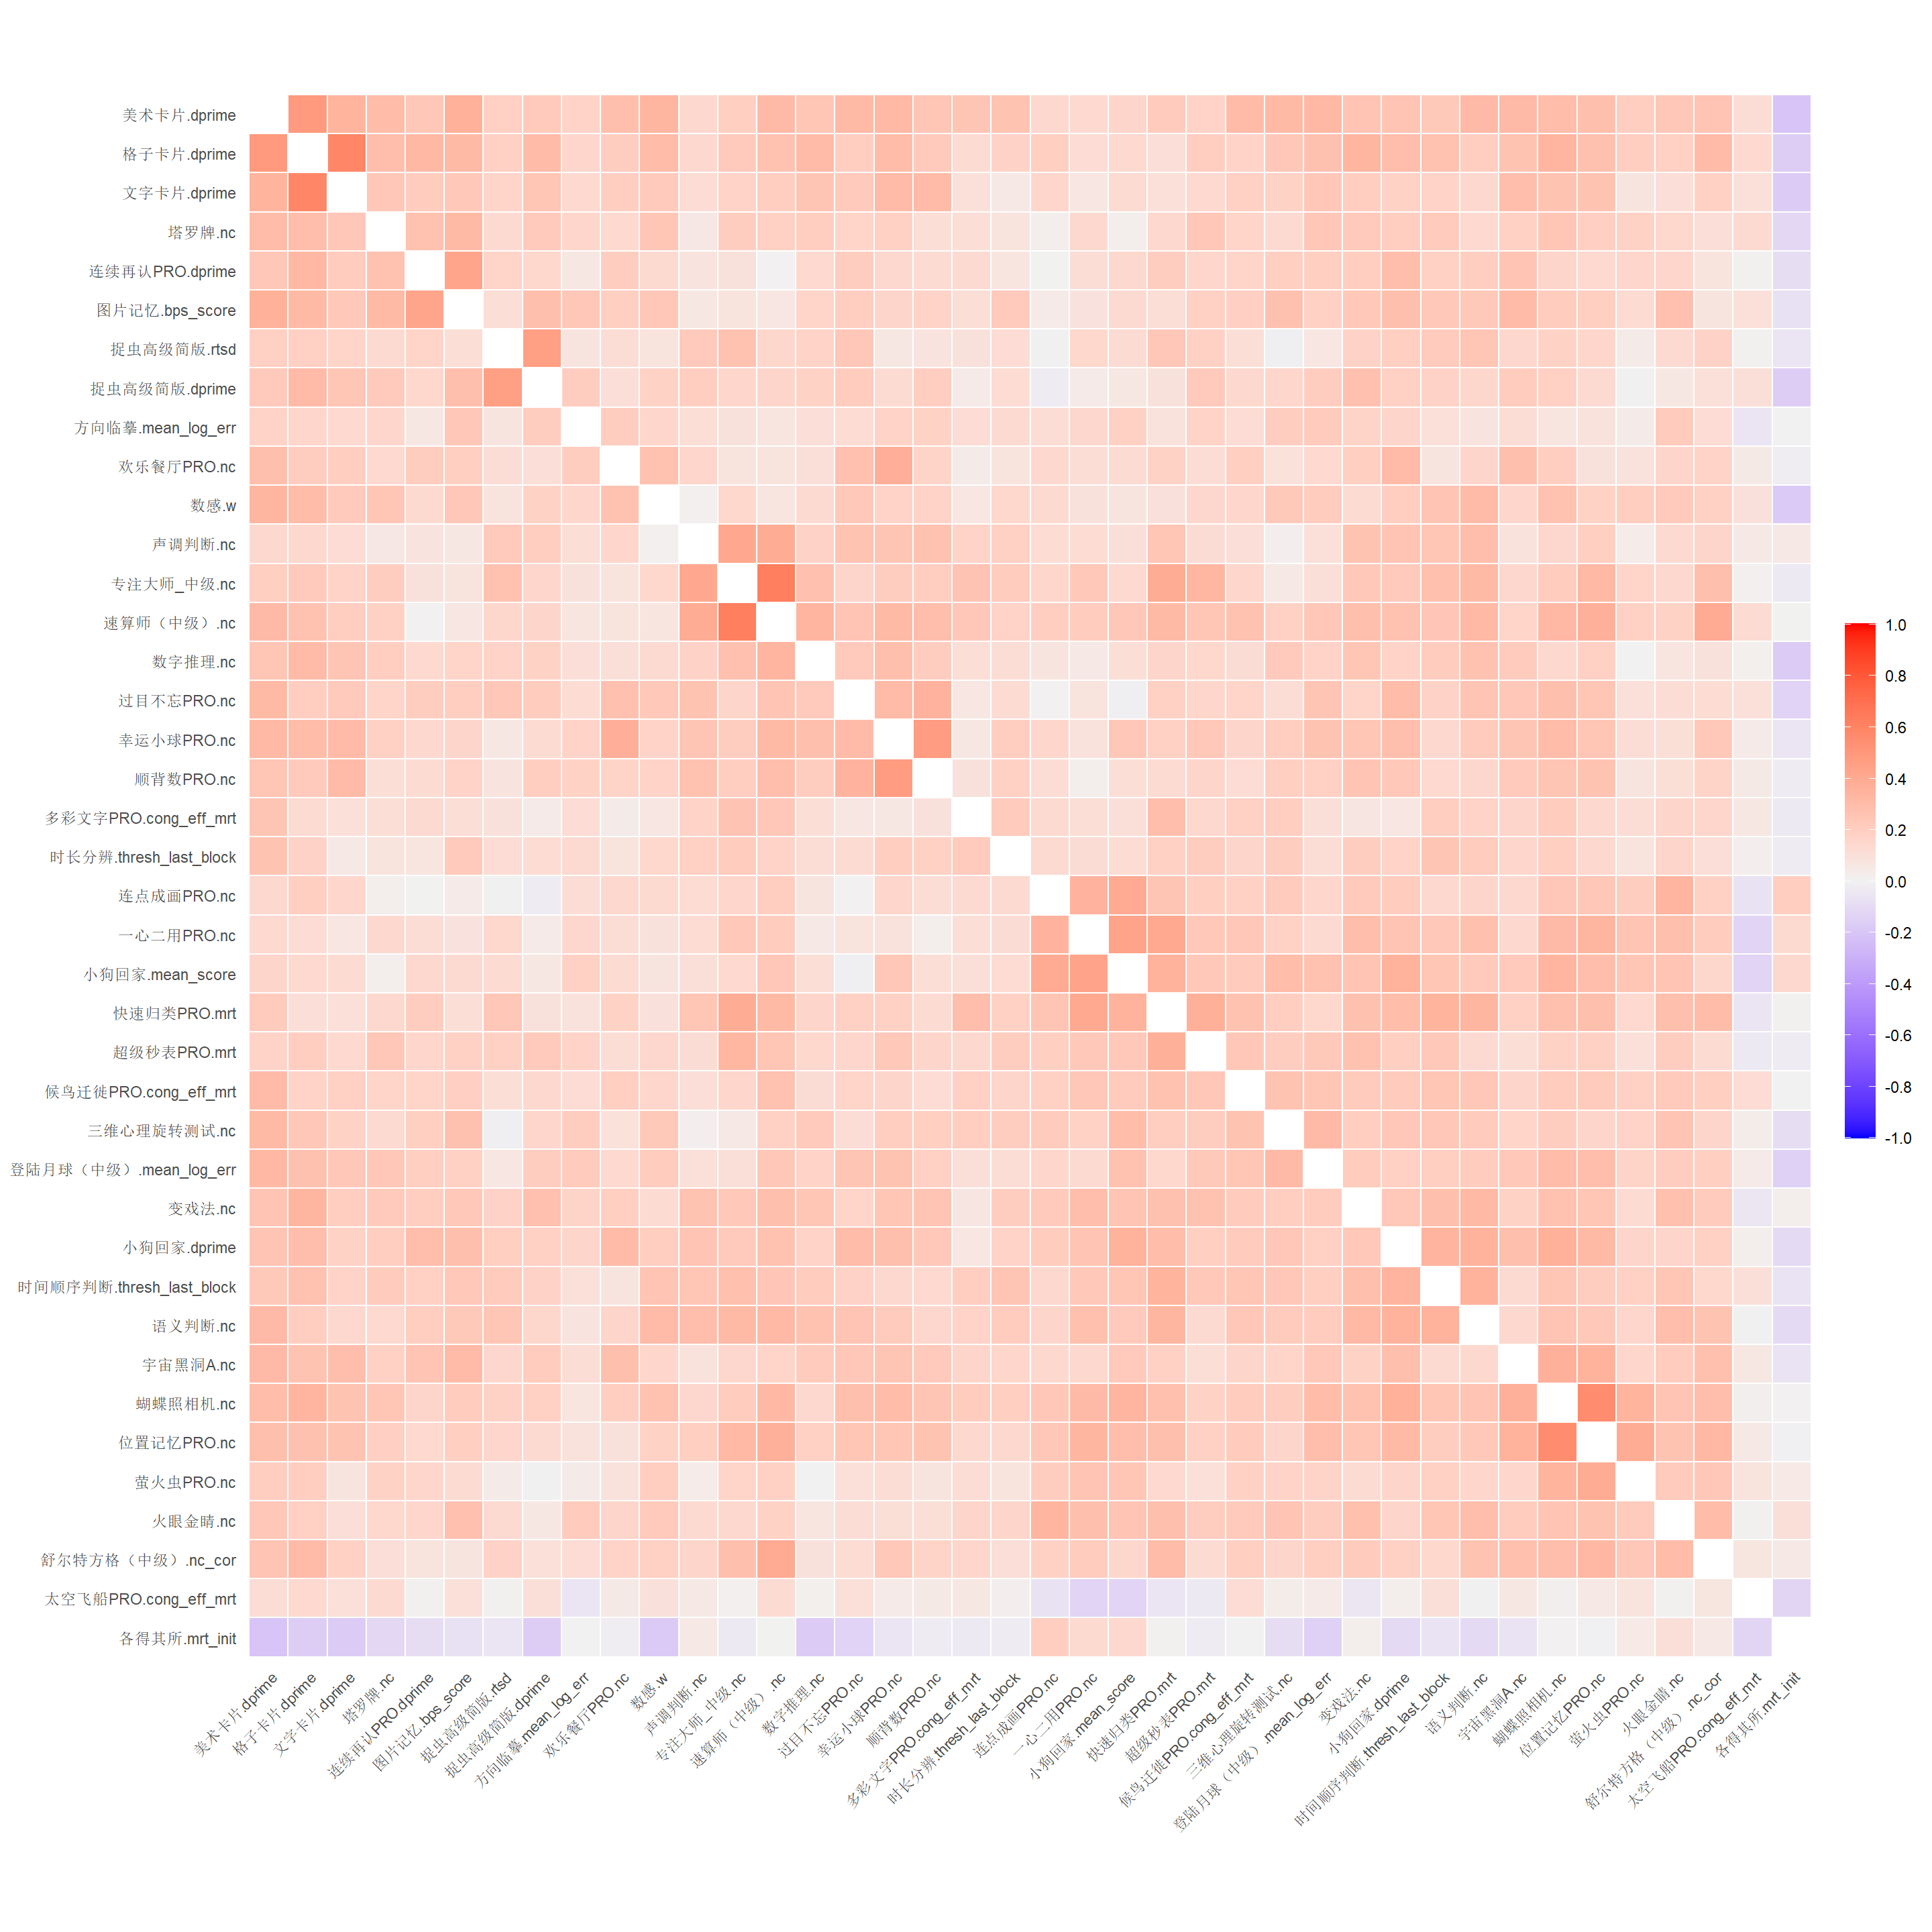 美术卡片.dprime
格子卡片.dprime
文字卡片.dprime
塔罗牌.nc
连续再认PRO.dprime
图片记忆.bps_score
捉虫高级简版.rtsd
捉虫高级简版.dprime
方向临摹.mean_log_err
欢乐餐厅PRO.nc
数感.w
声调判断.nc
专注大师_中级.nc
速算师（中级）.nc
数字推理.nc
过目不忘PRO.nc
幸运小球PRO.nc
顺背数PRO.nc
多彩文字PRO.cong_eff_mrt
时长分辨.thresh_last_block
连点成画PRO.nc
一心二用PRO.nc
小狗回家.mean_score
快速归类PRO.mrt
超级秒表PRO.mrt
候鸟迁徙PRO.cong_eff_mrt
三维心理旋转测试.nc
登陆月球（中级）.mean_log_err
变戏法.nc
小狗回家.dprime
时间顺序判断.thresh_last_block
语义判断.nc
宇宙黑洞A.nc
蝴蝶照相机.nc
位置记忆PRO.nc
萤火虫PRO.nc
火眼金睛.nc
舒尔特方格（中级）.nc_cor
太空飞船PRO.cong_eff_mrt
各得其所.mrt_init
美术卡片.dprime
格子卡片.dprime
文字卡片.dprime
塔罗牌.nc
连续再认PRO.dprime
图片记忆.bps_score
捉虫高级简版.rtsd
捉虫高级简版.dprime
方向临摹.mean_log_err
欢乐餐厅PRO.nc
数感.w
声调判断.nc
专注大师_中级.nc
速算师（中级）.nc
数字推理.nc
过目不忘PRO.nc
幸运小球PRO.nc
顺背数PRO.nc
多彩文字PRO.cong_eff_mrt
时长分辨.thresh_last_block
连点成画PRO.nc
一心二用PRO.nc
小狗回家.mean_score
快速归类PRO.mrt
超级秒表PRO.mrt
候鸟迁徙PRO.cong_eff_mrt
三维心理旋转测试.nc
登陆月球（中级）.mean_log_err
变戏法.nc
小狗回家.dprime
时间顺序判断.thresh_last_block
语义判断.nc
宇宙黑洞A.nc
蝴蝶照相机.nc
位置记忆PRO.nc
萤火虫PRO.nc
火眼金睛.nc
舒尔特方格（中级）.nc_cor
太空飞船PRO.cong_eff_mrt
各得其所.mrt_init
1.0
0.8
0.6
0.4
0.2
0.0
-0.2
-0.4
-0.6
-0.8
-1.0